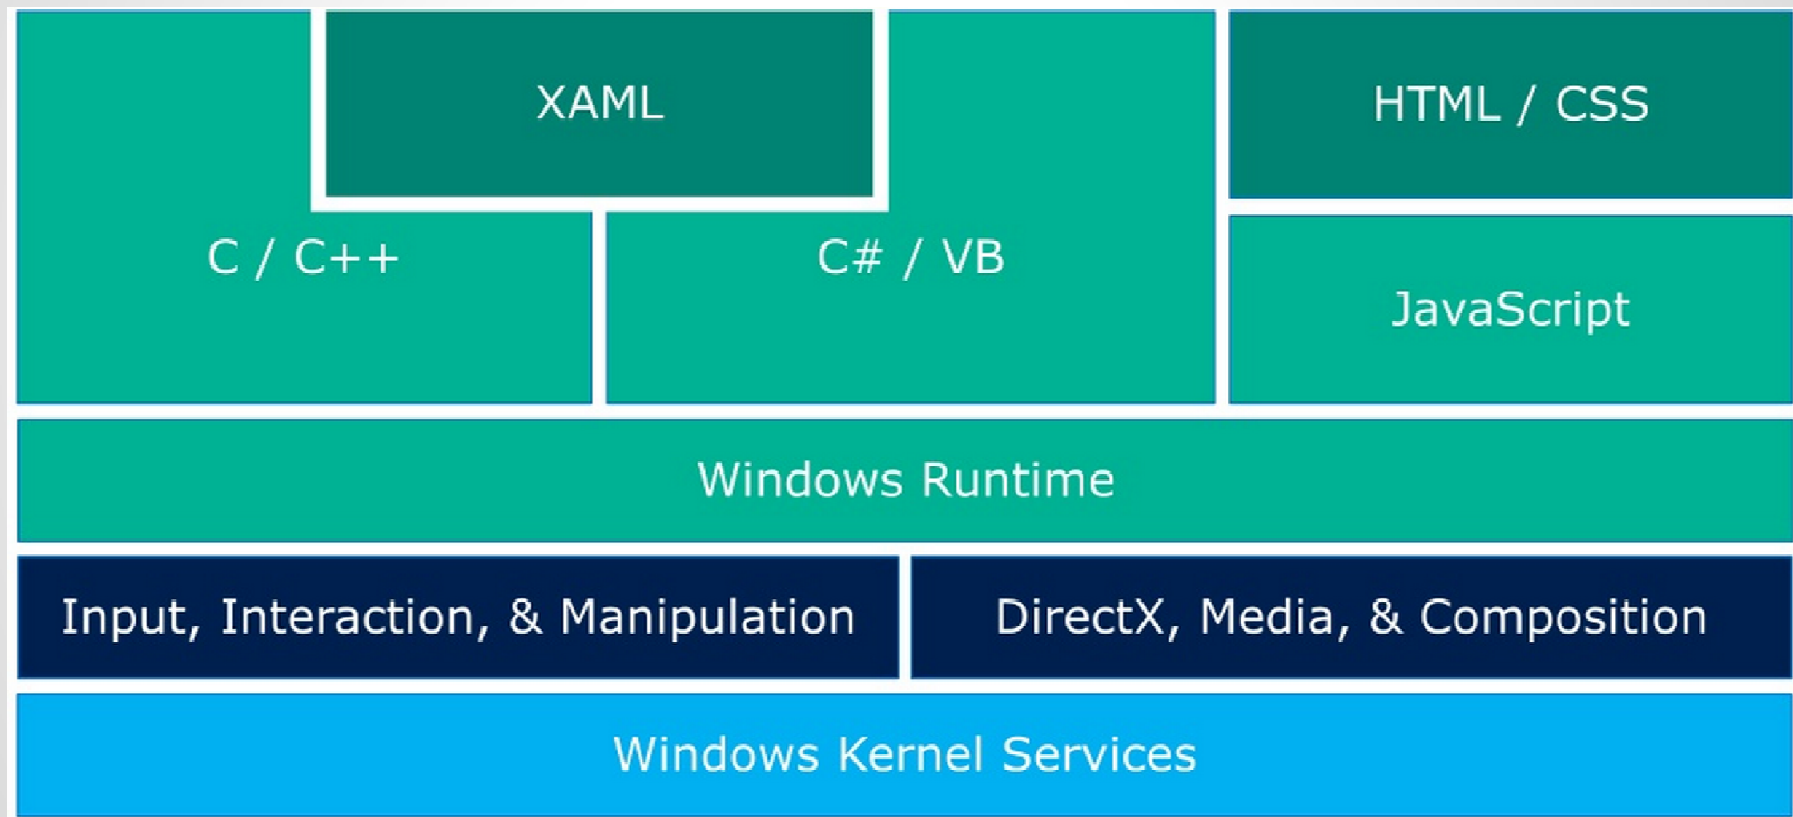 XAML
HTML / CSS
C / C++
C# / VB
JavaScript
Windows Runtime
Input, Interaction, & Manipulation
DirectX, Media, & Composition
Windows Kernel Services